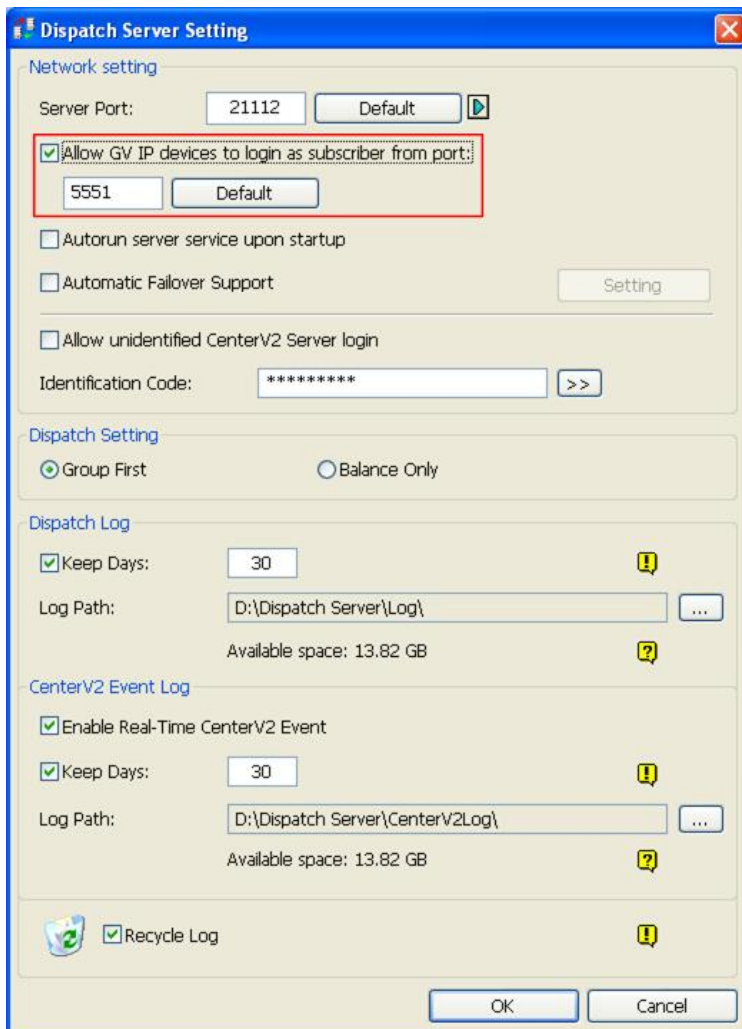 Dispatch Server Setting
Network setting
Server Port: 21112 Default
Allow GV IP devices to login as subscriber from port:
5551 Default
Autorun server service upon startup
Automatic Failover Support Setting
Allow unidentified CenterV2 Server login
Identification Code: ********* >>
Dispatch Setting
Group First Balance Only
Dispatch Log
Keep Days: 30
Log Path: D:\Dispatch Server\Log\ ...
Available space: 13.82 GB
CenterV2 Event Log
Enable Real-Time CenterV2 Event
Keep Days: 30
Log Path: D:\Dispatch Server\CenterV2Log\ ...
Available space: 13.82 GB
Recycle Log
OK Cancel